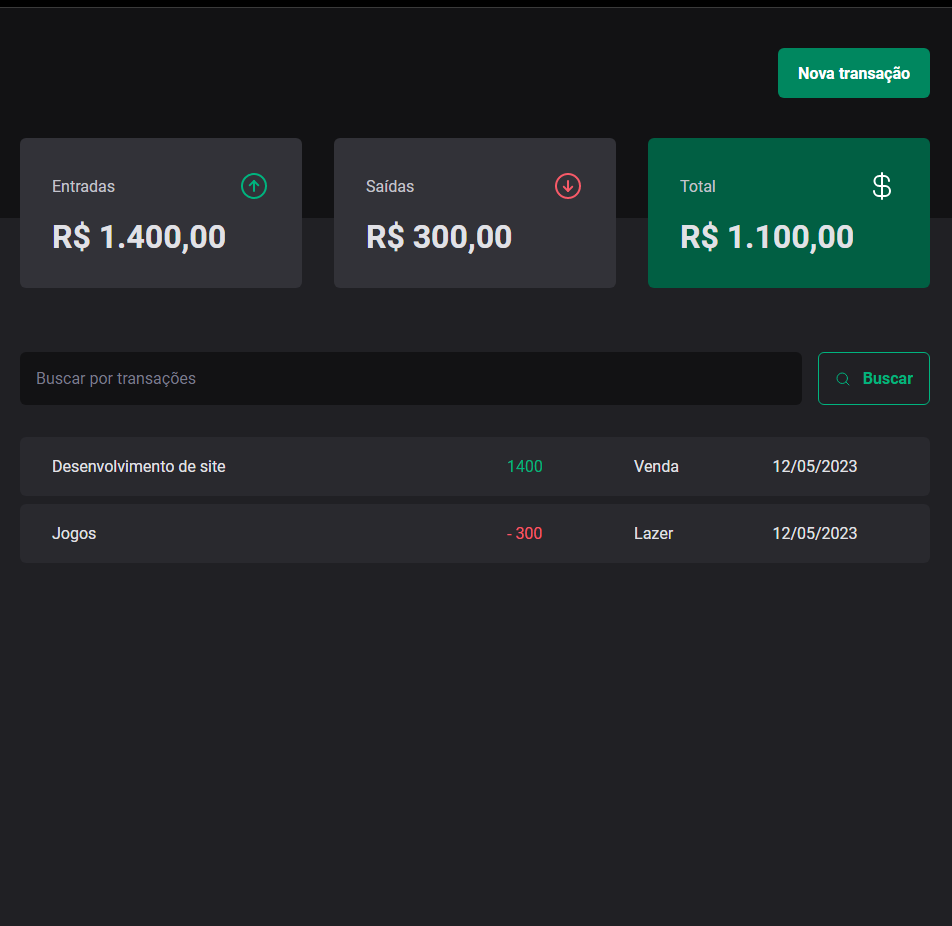 Nova transação
Entradas
R$ 1.400,00
Saídas
R$ 300,00
Total
R$ 1.100,00
Buscar por transações
Buscar
Desenvolvimento de site 1400 Venda 12/05/2023
Jogos - 300 Lazer 12/05/2023